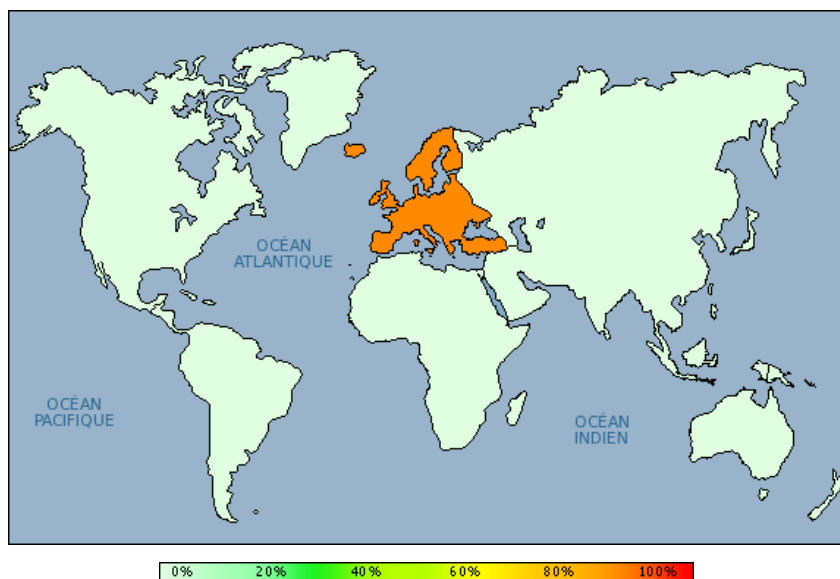 OCÉAN
ATLANTIQUE
OCÉAN
PACIFIQUE
OCÉAN
INDIEN
0% 20% 40% 60% 80% 100%